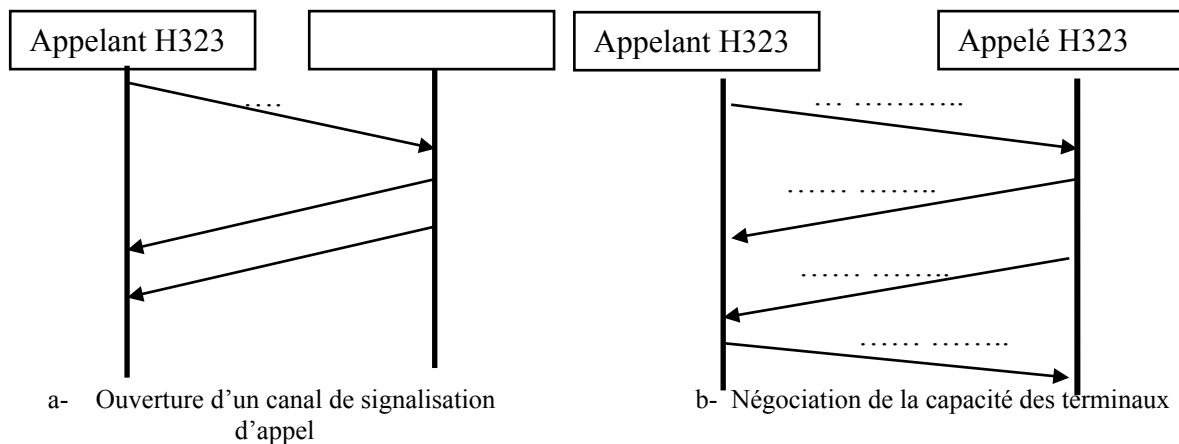 Appelant H323
Appelant H323
Appelé H323
....
... ...........
...... ........
...... ........
...... ........
a- Ouverture d’un canal de signalisation
d’appel
b- Négociation de la capacité des terminaux